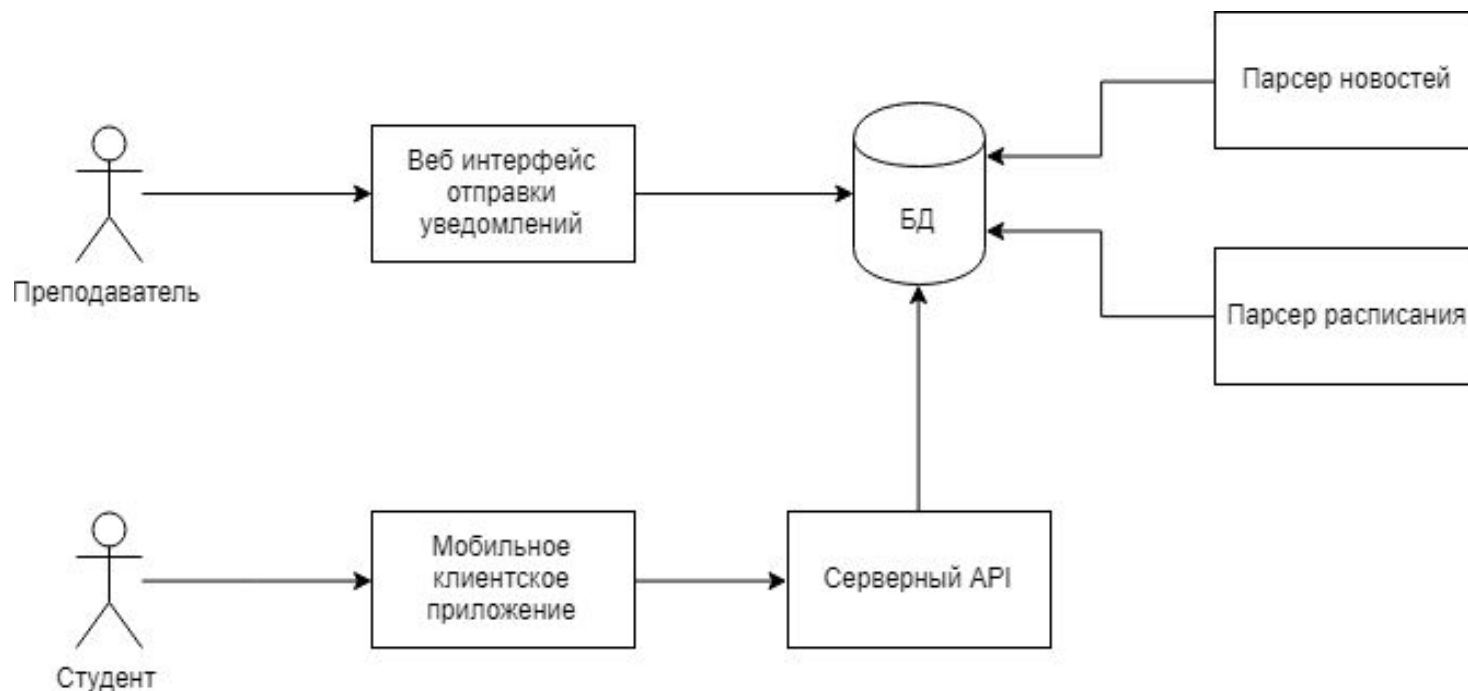 Парсер новостей
Веб интерфейс
отправки
уведомлений
БД
Преподаватель
Парсер расписания
Мобильное
клиентское
приложение
Серверный API
Студент